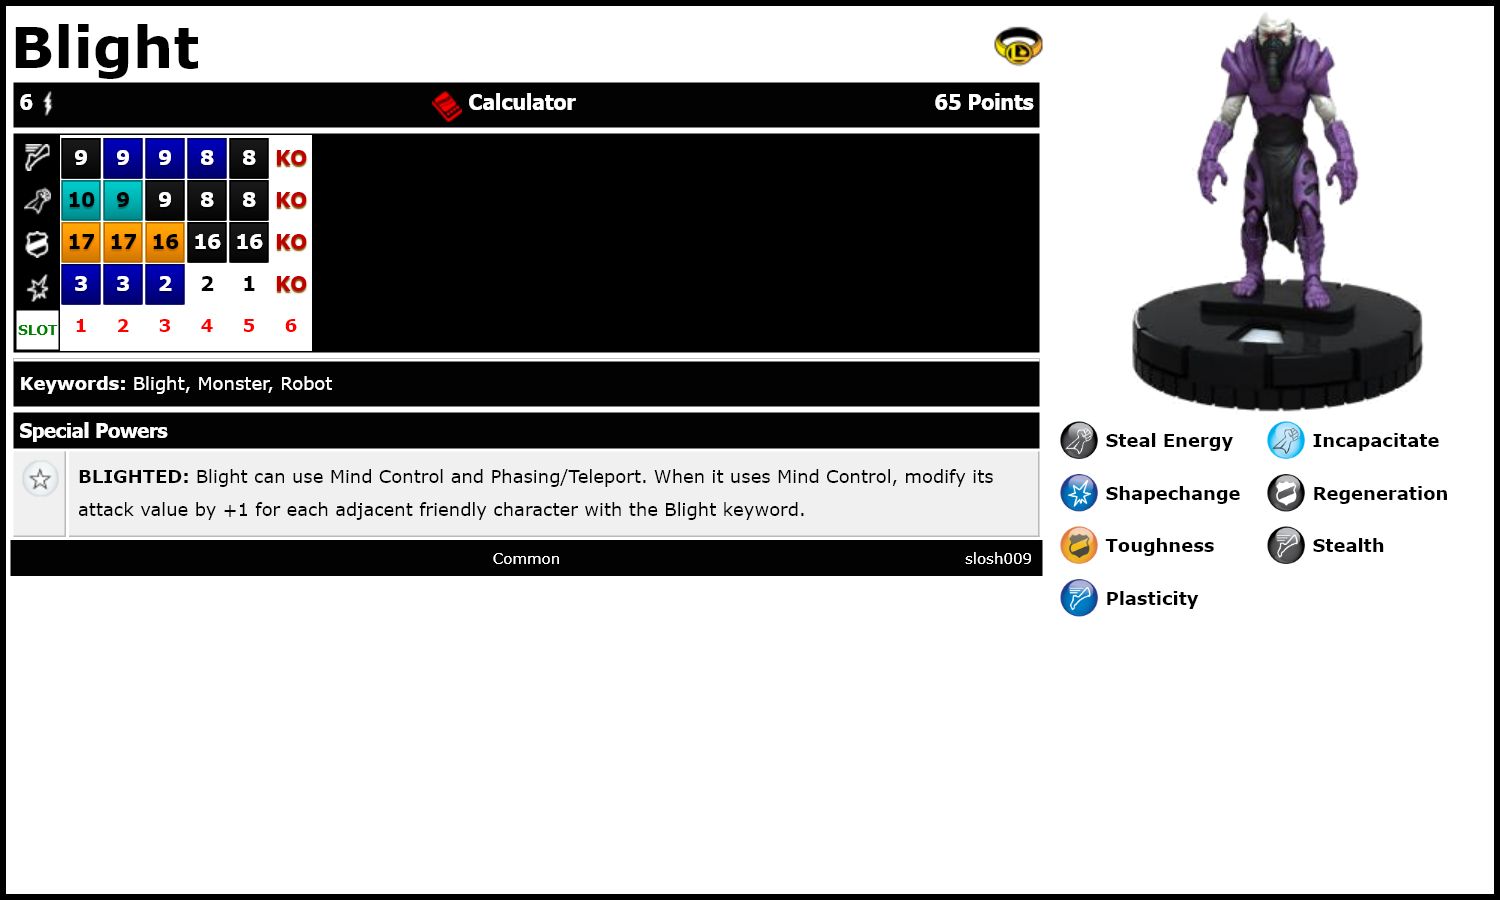 Blight
6 Calculator 65 Points
9 9 9 8 8 KO
10 9 9 8 8 KO
17 17 16 16 16 KO
3 3 2 2 1 KO
SLOT 1 2 3 4 5 6
Keywords: Blight, Monster, Robot
Special Powers
BLIGHTED: Blight can use Mind Control and Phasing/Teleport. When it uses Mind Control, modify its
attack value by +1 for each adjacent friendly character with the Blight keyword.
Common slosh009
Steal Energy Incapacitate
Shapechange Regeneration
Toughness Stealth
Plasticity